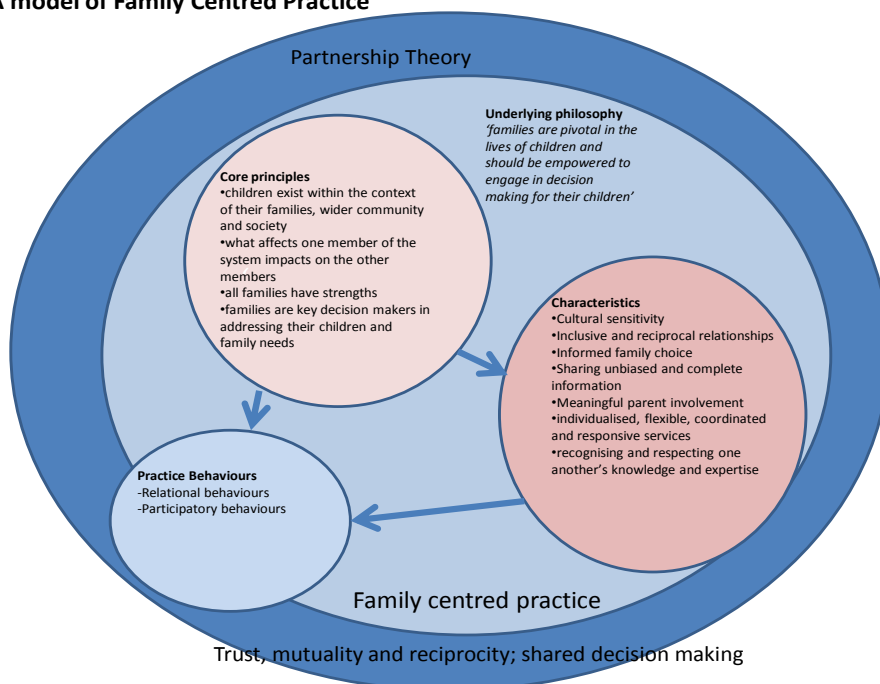 A model of Family Centred Practice
Partnership Theory
Underlying philosophy
'families are pivotal in the
lives of children and
should be empowered to
engage in decision
making for their children'
Core principles
•children exist within the context
of their families, wider community
and society
•what affects one member of the
system impacts on the other
members
•all families have strengths
•families are key decision makers in
addressing their children and
family needs
Characteristics
•Cultural sensitivity
•Inclusive and reciprocal relationships
•Informed family choice
•Sharing unbiased and complete
information
•Meaningful parent involvement
•individualised, flexible, coordinated
and responsive services
•recognising and respecting one
another's knowledge and expertise
Practice Behaviours
-Relational behaviours
-Participatory behaviours
Family centred practice
Trust, mutuality and reciprocity; shared decision making